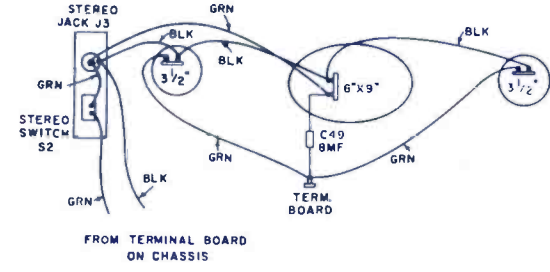 STEREO
JACK J3
GRN
BLK
BLK
BLK
GRN
3 1/2"
6"X9"
3 1/2"
STEREO
SWITCH
S2
C49
8MF
GRN
GRN
BLK
GRN
TERM.
BOARD
FROM TERMINAL BOARD
ON CHASSIS